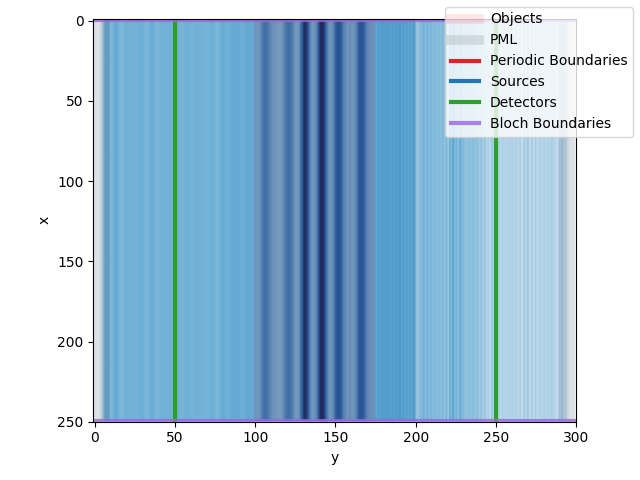 Objects
PML
Periodic Boundaries
Sources
Detectors
Bloch Boundaries
x
0
50
100
150
200
250
0 50 100 150 200 250 300
y